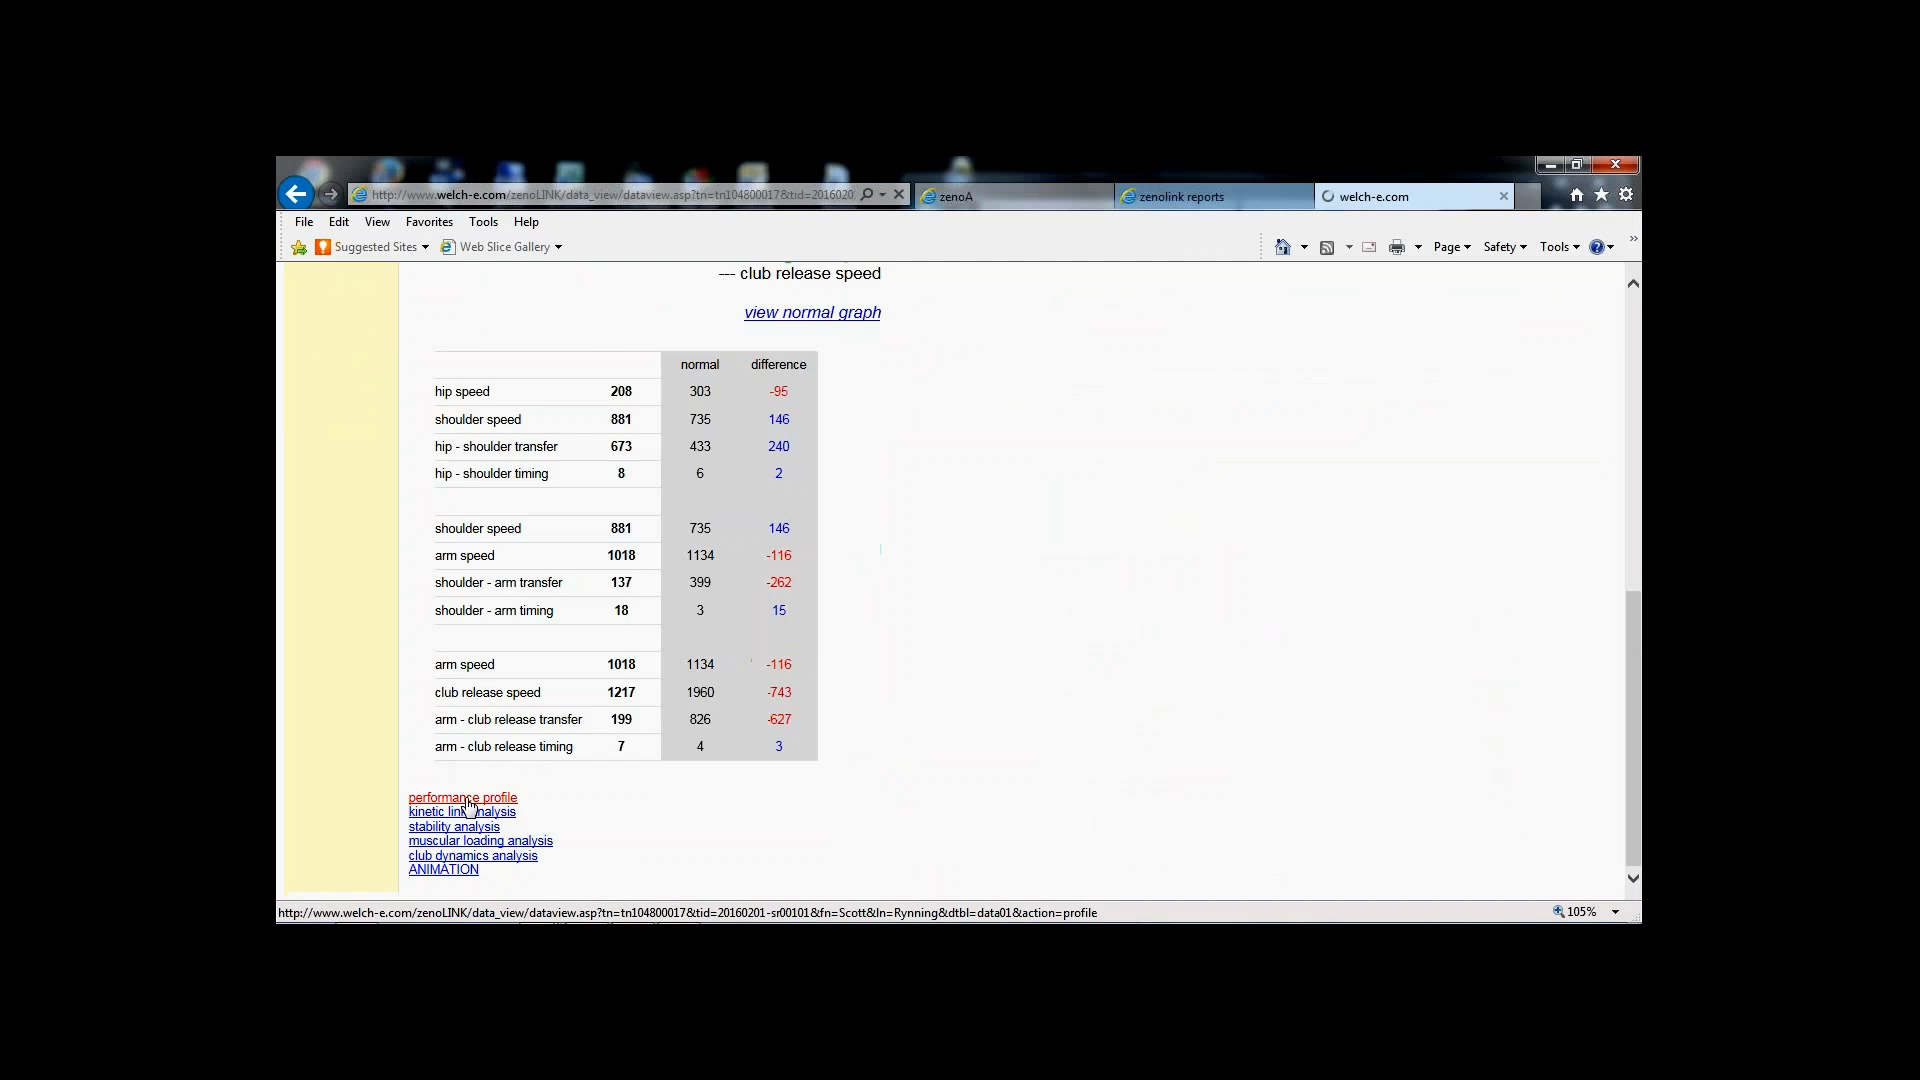 http://www.welch-e.com/zenoLINK/data_view/dataview.asp?tn=tn104800017&tid=20160201
zenoA
zenolink reports
welch-e.com
File Edit View Favorites Tools Help
Suggested Sites Web Slice Gallery Page Safety Tools
--- club release speed
view normal graph
normal difference
hip speed 208 303 -95
shoulder speed 881 735 146
hip - shoulder transfer 673 433 240
hip - shoulder timing 8 6 2
shoulder speed 881 735 146
arm speed 1018 1134 -116
shoulder - arm transfer 137 399 -262
shoulder - arm timing 18 3 15
arm speed 1018 1134 -116
club release speed 1217 1960 -743
arm - club release transfer 199 826 -627
arm - club release timing 7 4 3
performance profile
kinetic link analysis
stability analysis
muscular loading analysis
club dynamics analysis
ANIMATION
http://www.welch-e.com/zenoLINK/data_view/dataview.asp?tn=tn104800017&tid=20160201-sr00101&fn=Scott&ln=Rynning&dtbl=data01&action=profile
105%